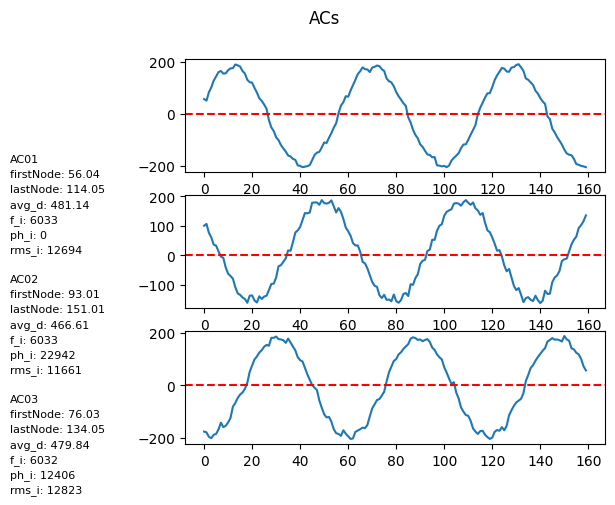 ACs
200
0
−200
0 20 40 60 80 100 120 140 160
200
100
0
−100
0 20 40 60 80 100 120 140 160
200
0
−200
0 20 40 60 80 100 120 140 160
AC01
firstNode: 56.04
lastNode: 114.05
avg_d: 481.14
f_i: 6033
ph_i: 0
rms_i: 12694
AC02
firstNode: 93.01
lastNode: 151.01
avg_d: 466.61
f_i: 6033
ph_i: 22942
rms_i: 11661
AC03
firstNode: 76.03
lastNode: 134.05
avg_d: 479.84
f_i: 6032
ph_i: 12406
rms_i: 12823